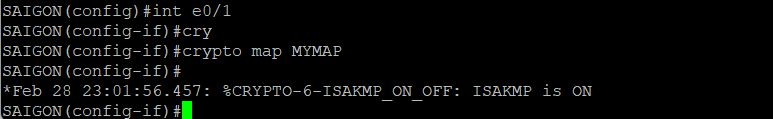 SAIGON(config)#int e0/1
SAIGON(config-if)#cry
SAIGON(config-if)#crypto map MYMAP
SAIGON(config-if)#
*Feb 28 23:01:56.457: %CRYPTO-6-ISAKMP_ON_OFF: ISAKMP is ON
SAIGON(config-if)#